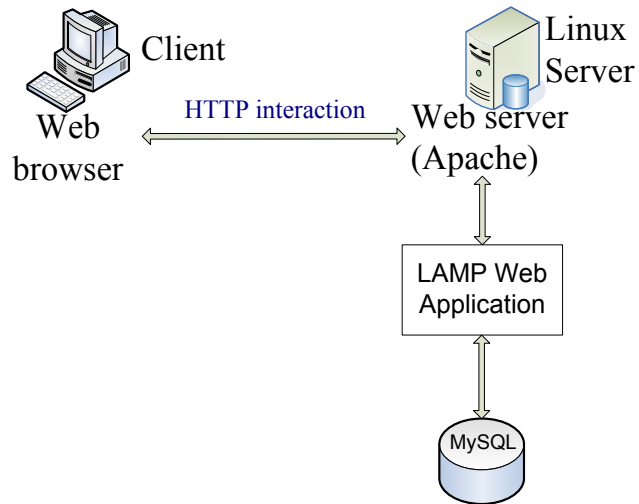 Client
Linux
Server
HTTP interaction
Web
browser
Web server
(Apache)
LAMP Web
Application
MySQL